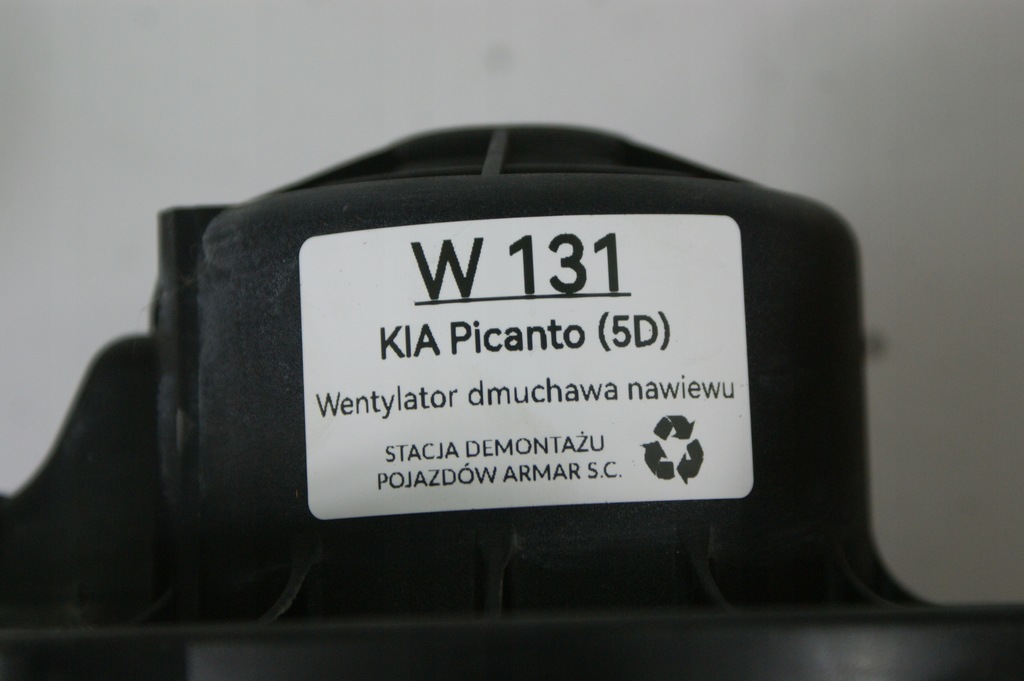 W 131
KIA Picanto (5D)
Wentylator dmuchawa nawiewu
STACJA DEMONTAŻU
POJAZDÓW ARMAR S.C.